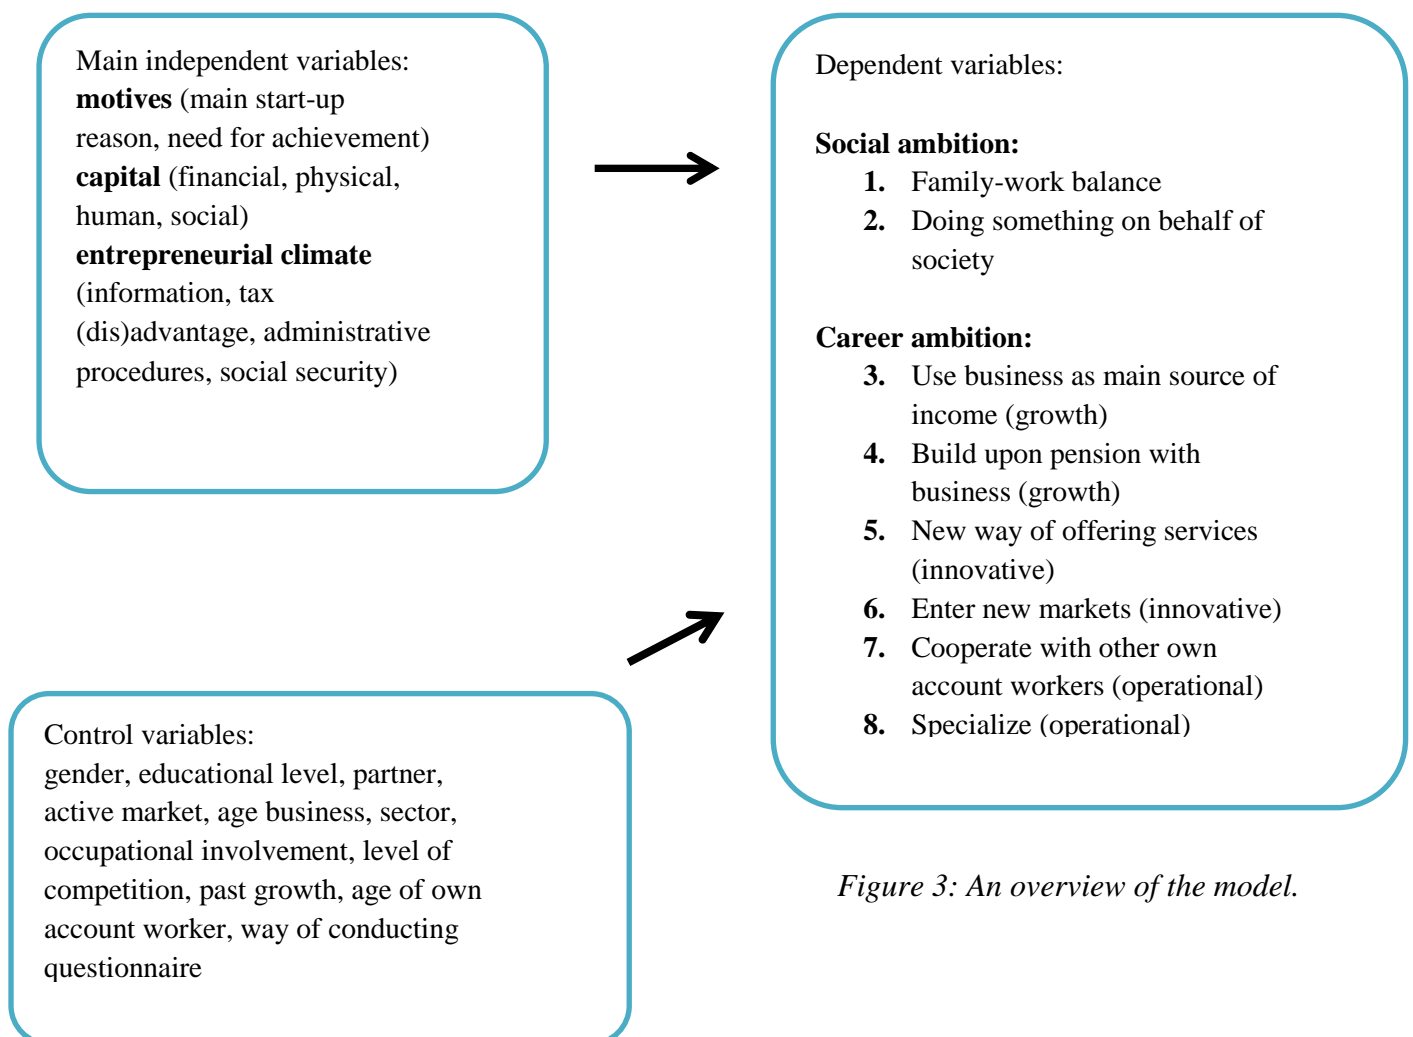 Main independent variables:
motives (main start-up
reason, need for achievement)
capital (financial, physical,
human, social)
entrepreneurial climate
(information, tax
(dis)advantage, administrative
procedures, social security)
Dependent variables:
Social ambition:
1. Family-work balance
2. Doing something on behalf of
society
Career ambition:
3. Use business as main source of
income (growth)
4. Build upon pension with
business (growth)
5. New way of offering services
(innovative)
6. Enter new markets (innovative)
7. Cooperate with other own
account workers (operational)
8. Specialize (operational)
Control variables:
gender, educational level, partner,
active market, age business, sector,
occupational involvement, level of
competition, past growth, age of own
account worker, way of conducting
questionnaire
Figure 3: An overview of the model.